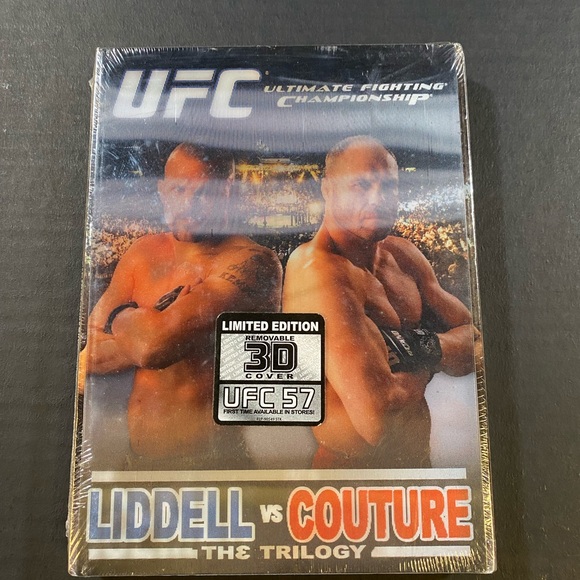 UFC
ULTIMATE FIGHTING
CHAMPIONSHIP
LIMITED EDITION
REMOVABLE
3D
COVER
UFC 57
FIRST TIME AVAILABLE IN STORES!
LIDDELL vs COUTURE
THE TRILOGY